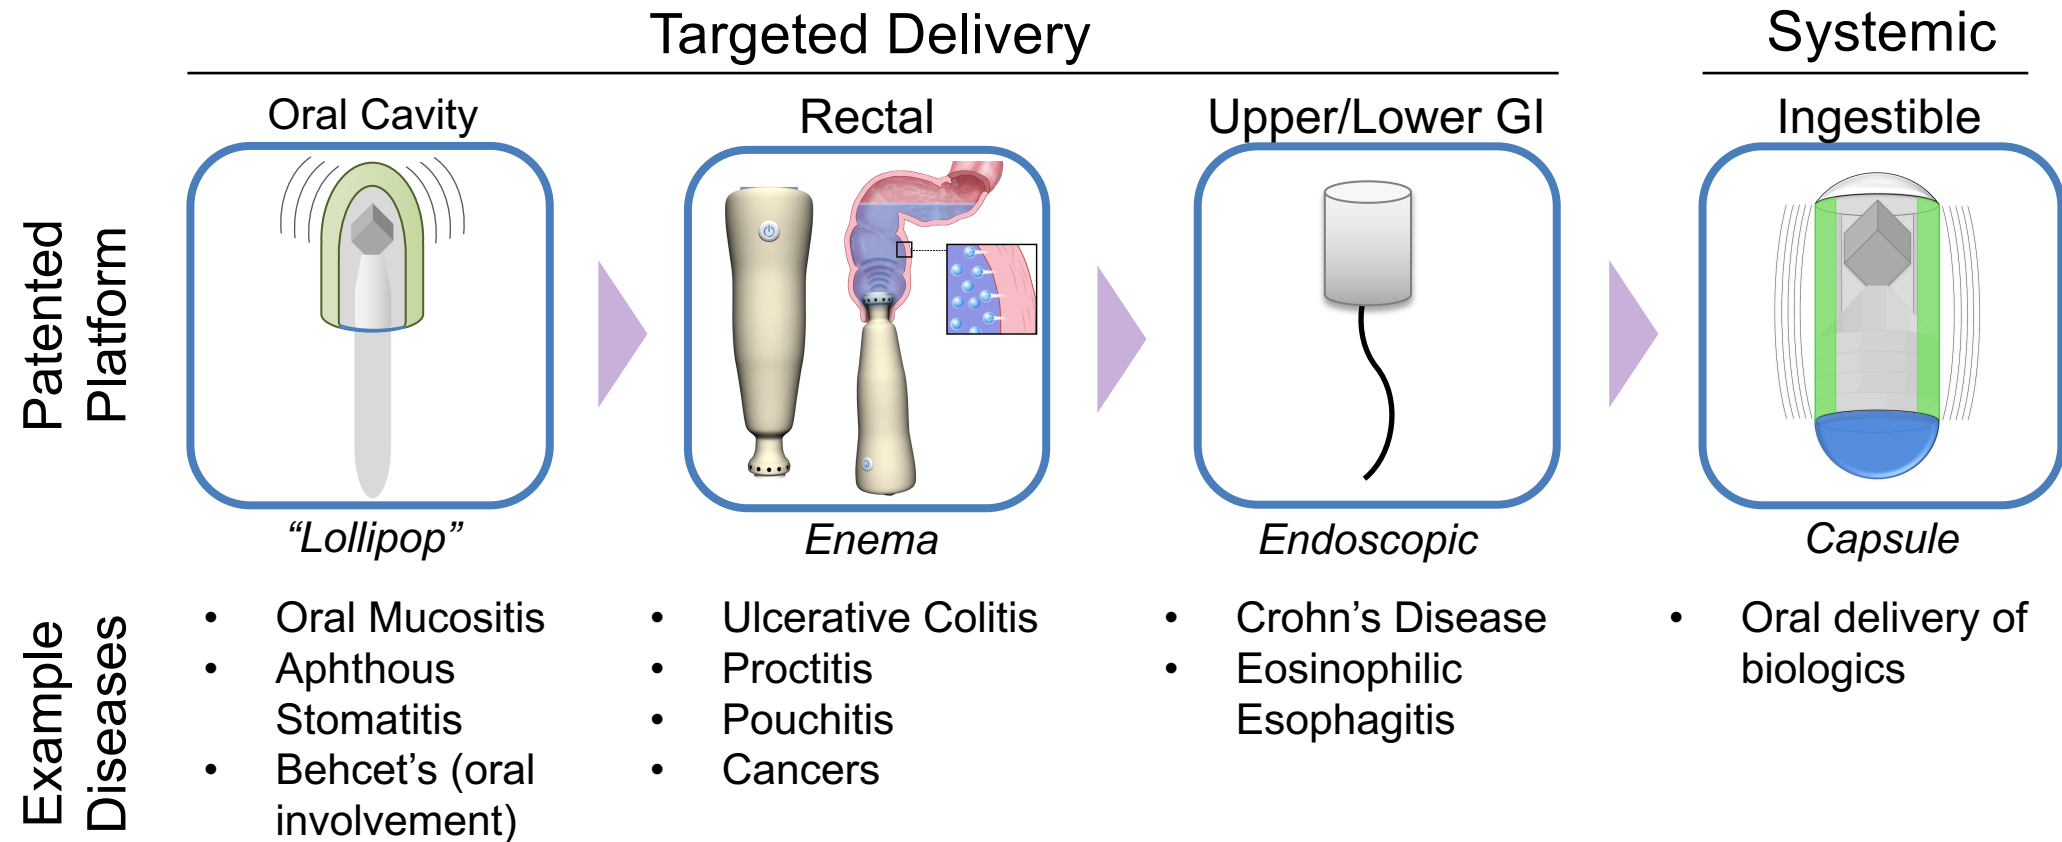 Targeted Delivery
Systemic
Oral Cavity
Rectal
Upper/Lower GI
Ingestible
Patented
Platform
“Lollipop”
Enema
Endoscopic
Capsule
Example
Diseases
• Oral Mucositis
• Aphthous
Stomatitis
• Behcet’s (oral
involvement)
• Ulcerative Colitis
• Proctitis
• Pouchitis
• Cancers
• Crohn’s Disease
• Eosinophilic
Esophagitis
• Oral delivery of
biologics